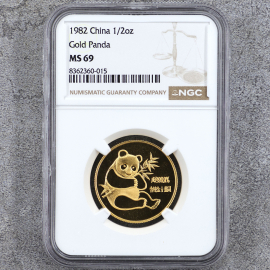 1982 China 1/2oz
Gold Panda
MS 69
8362360-015
NUMISMATIC GUARANTY COMPANY
NGC